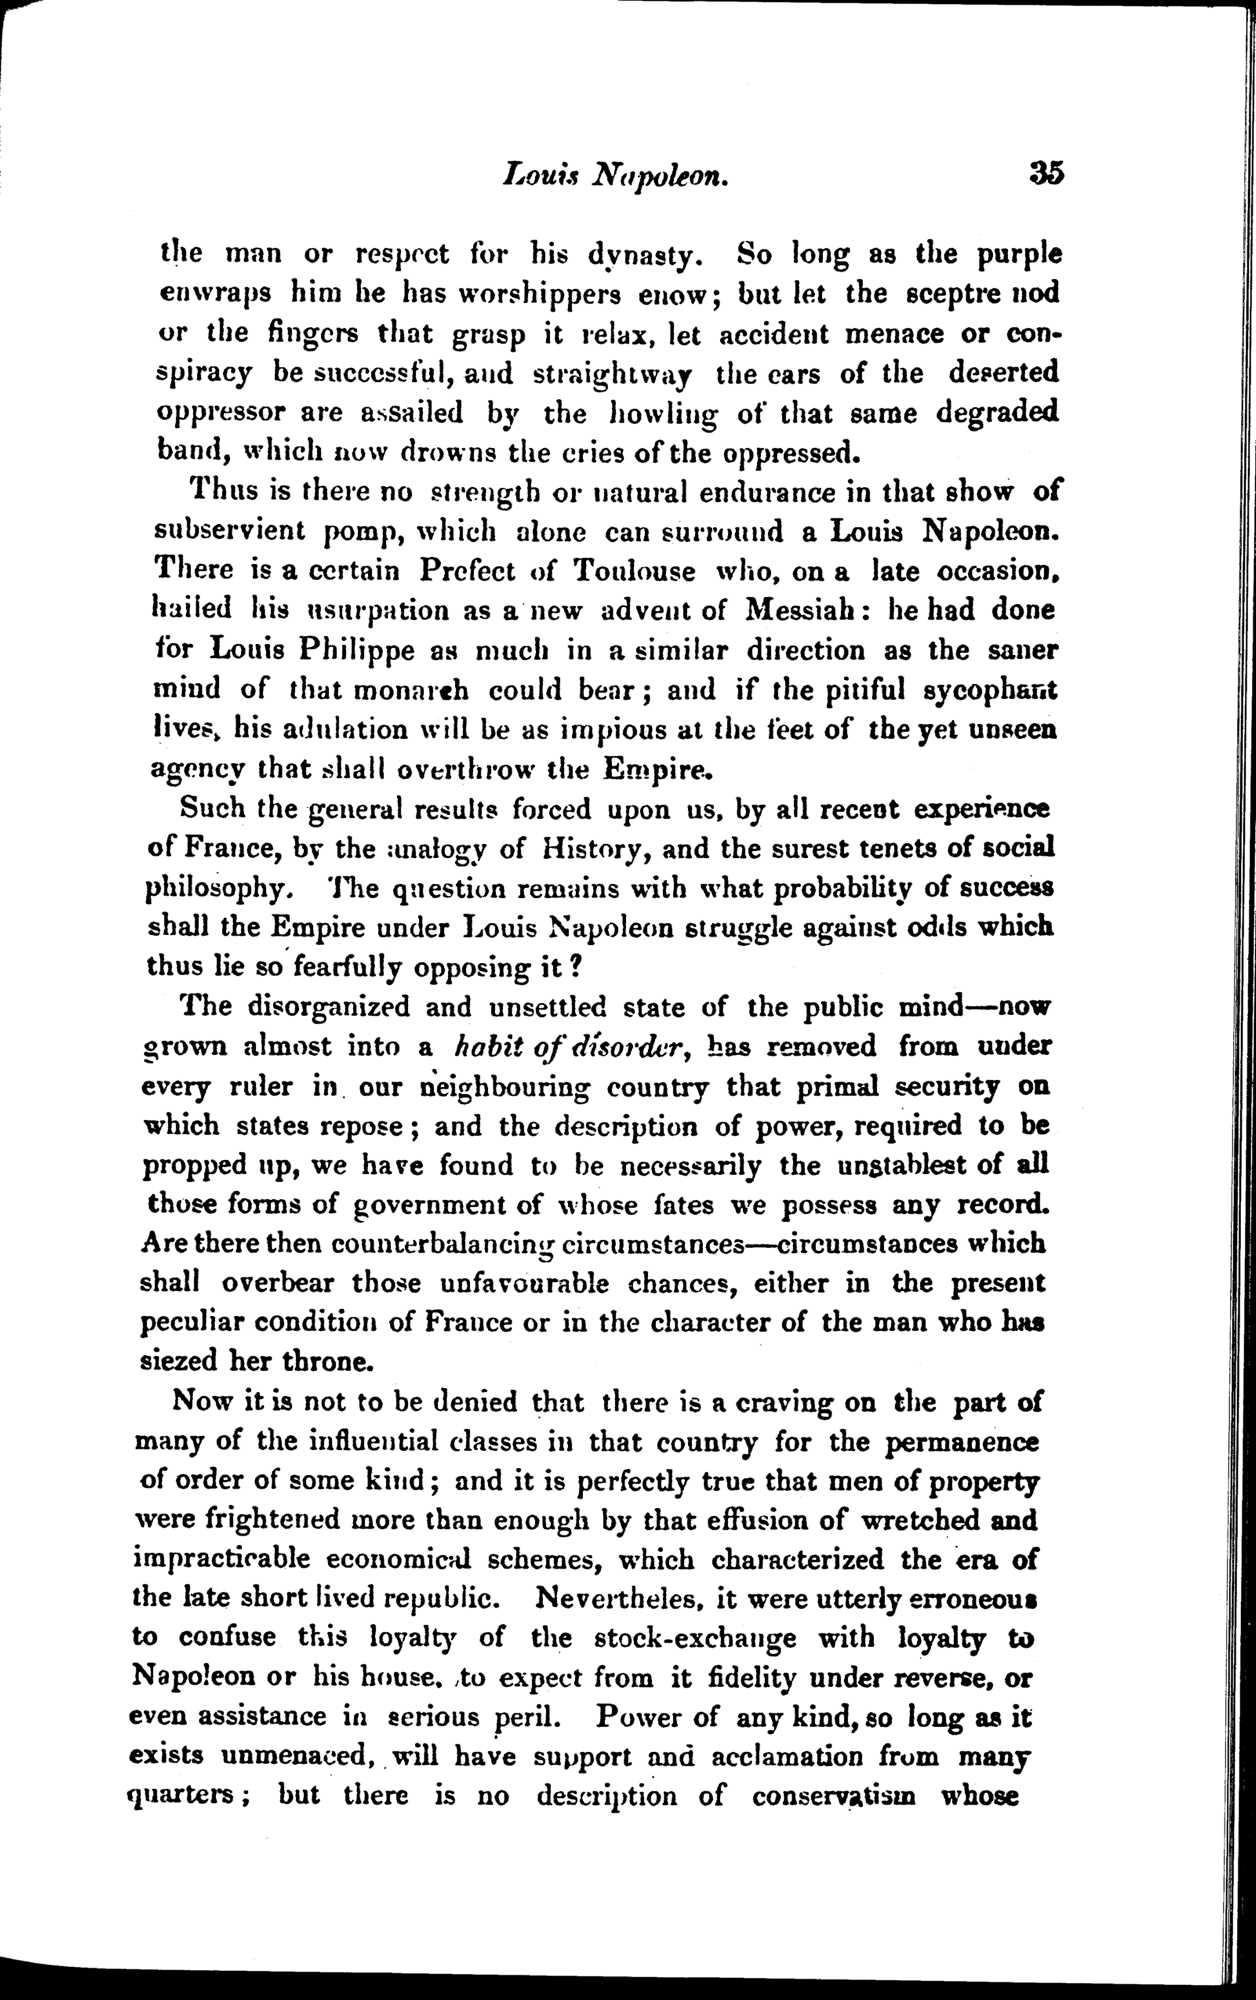 Louis Napoleon. 35
the man or respect for his dynasty. So long as the purple
enwraps him he has worshippers enow; but let the sceptre nod
or the fingers that grasp it relax, let accident menace or con-
spiracy be successful, and straightway the ears of the deserted
oppressor are assailed by the howling of that same degraded
band, which now drowns the cries of the oppressed.
Thus is there no strength or natural endurance in that show of
subservient pomp, which alone can surround a Louis Napoleon.
There is a certain Prefect of Toulouse who, on a late occasion,
hailed his usurpation as a new advent of Messiah: he had done
for Louis Philippe as much in a similar direction as the saner
mind of that monarch could bear; and if the pitiful sycophant
lives, his adulation will be as impious at the feet of the yet unseen
agency that shall overthrow the Empire.
Such the general results forced upon us, by all recent experience
of France, by the analogy of History, and the surest tenets of social
philosophy. The question remains with what probability of success
shall the Empire under Louis Napoleon struggle against odds which
thus lie so fearfully opposing it?
The disorganized and unsettled state of the public mind—now
grown almost into a habit of disorder, has removed from under
every ruler in our neighbouring country that primal security on
which states repose; and the description of power, required to be
propped up, we have found to be necessarily the unstablest of all
those forms of government of whose fates we possess any record.
Are there then counterbalancing circumstances—circumstances which
shall overbear those unfavourable chances, either in the present
peculiar condition of France or in the character of the man who has
siezed her throne.
Now it is not to be denied that there is a craving on the part of
many of the influential classes in that country for the permanence
of order of some kind; and it is perfectly true that men of property
were frightened more than enough by that effusion of wretched and
impracticable economical schemes, which characterized the era of
the late short lived republic. Nevertheles, it were utterly erroneous
to confuse this loyalty of the stock-exchange with loyalty to
Napoleon or his house, to expect from it fidelity under reverse, or
even assistance in serious peril. Power of any kind, so long as it
exists unmenaced, will have support and acclamation from many
quarters; but there is no description of conservatism whose